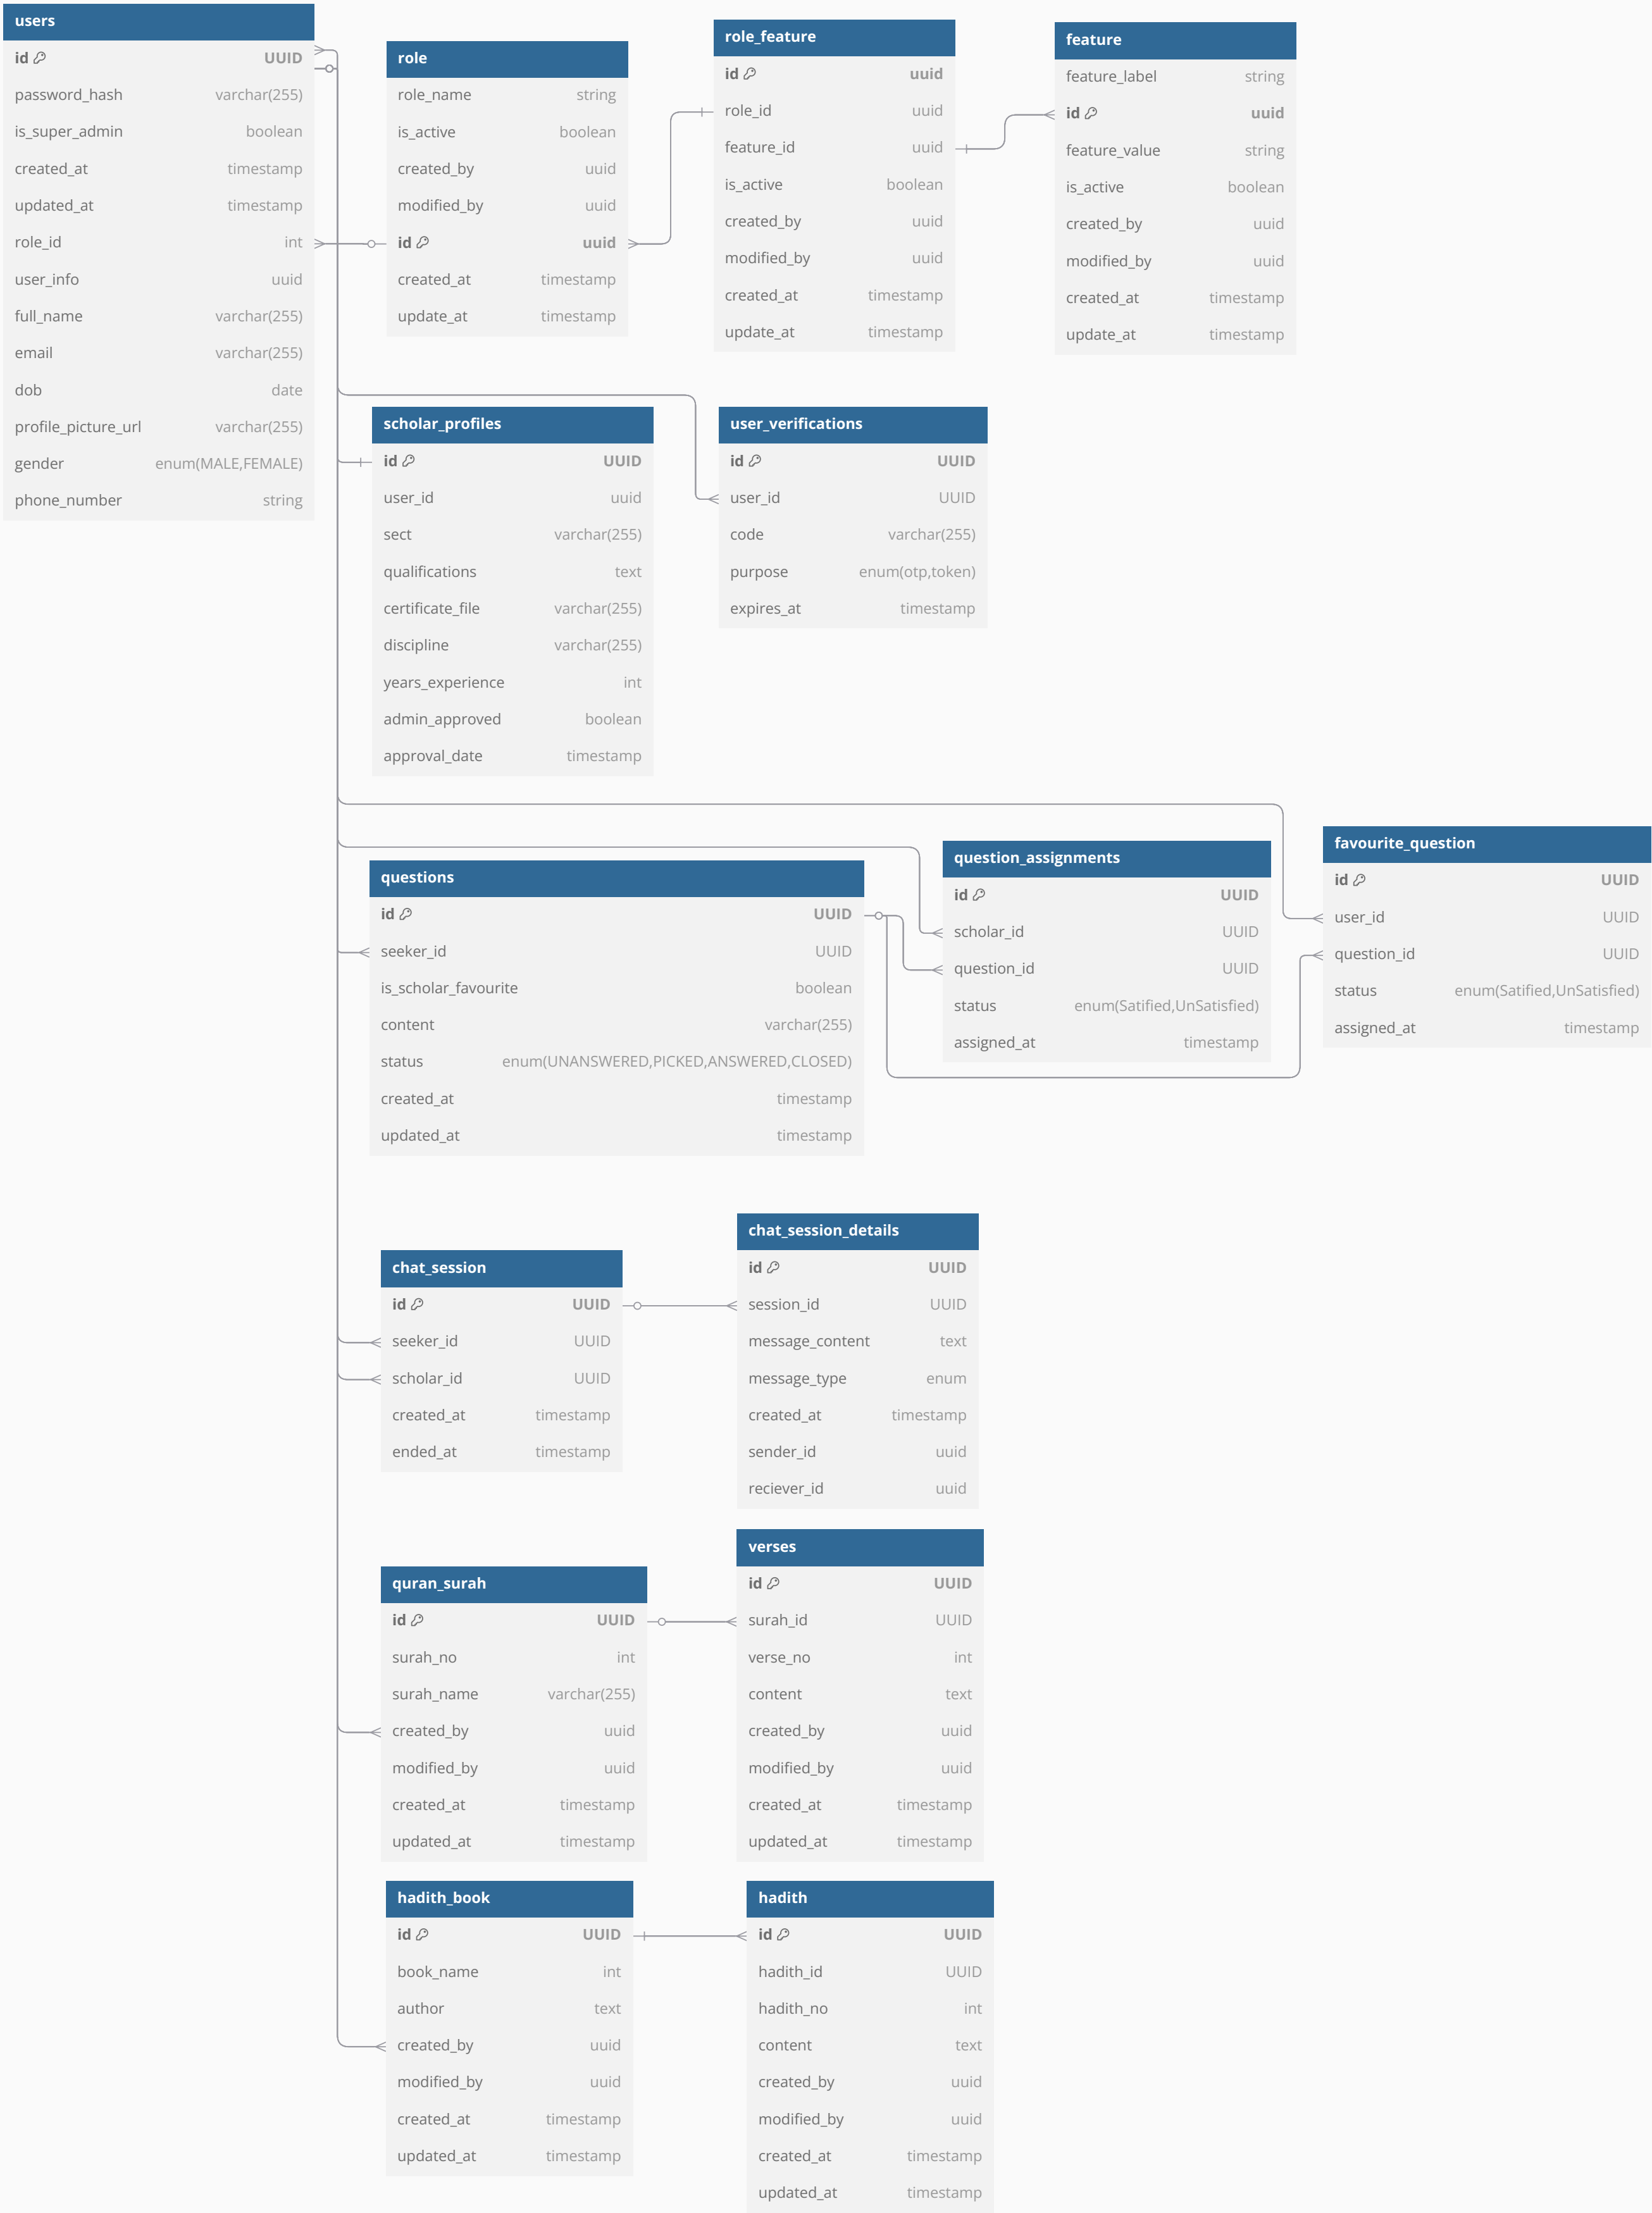 users
id UUID
password_hash varchar(255)
is_super_admin boolean
created_at timestamp
updated_at timestamp
role_id int
user_info uuid
full_name varchar(255)
email varchar(255)
dob date
profile_picture_url varchar(255)
gender enum(MALE,FEMALE)
phone_number string
role
role_name string
is_active boolean
created_by uuid
modified_by uuid
id uuid
created_at timestamp
update_at timestamp
role_feature
id uuid
role_id uuid
feature_id uuid
is_active boolean
created_by uuid
modified_by uuid
created_at timestamp
update_at timestamp
feature
feature_label string
id uuid
feature_value string
is_active boolean
created_by uuid
modified_by uuid
created_at timestamp
update_at timestamp
scholar_profiles
id UUID
user_id uuid
sect varchar(255)
qualifications text
certificate_file varchar(255)
discipline varchar(255)
years_experience int
admin_approved boolean
approval_date timestamp
user_verifications
id UUID
user_id UUID
code varchar(255)
purpose enum(otp,token)
expires_at timestamp
questions
id UUID
seeker_id UUID
is_scholar_favourite boolean
content varchar(255)
status enum(UNANSWERED,PICKED,ANSWERED,CLOSED)
created_at timestamp
updated_at timestamp
question_assignments
id UUID
scholar_id UUID
question_id UUID
status enum(Satified,UnSatisfied)
assigned_at timestamp
favourite_question
id UUID
user_id UUID
question_id UUID
status enum(Satified,UnSatisfied)
assigned_at timestamp
chat_session
id UUID
seeker_id UUID
scholar_id UUID
created_at timestamp
ended_at timestamp
chat_session_details
id UUID
session_id UUID
message_content text
message_type enum
created_at timestamp
sender_id uuid
reciever_id uuid
quran_surah
id UUID
surah_no int
surah_name varchar(255)
created_by uuid
modified_by uuid
created_at timestamp
updated_at timestamp
verses
id UUID
surah_id UUID
verse_no int
content text
created_by uuid
modified_by uuid
created_at timestamp
updated_at timestamp
hadith_book
id UUID
book_name int
author text
created_by uuid
modified_by uuid
created_at timestamp
updated_at timestamp
hadith
id UUID
hadith_id UUID
hadith_no int
content text
created_by uuid
modified_by uuid
created_at timestamp
updated_at timestamp